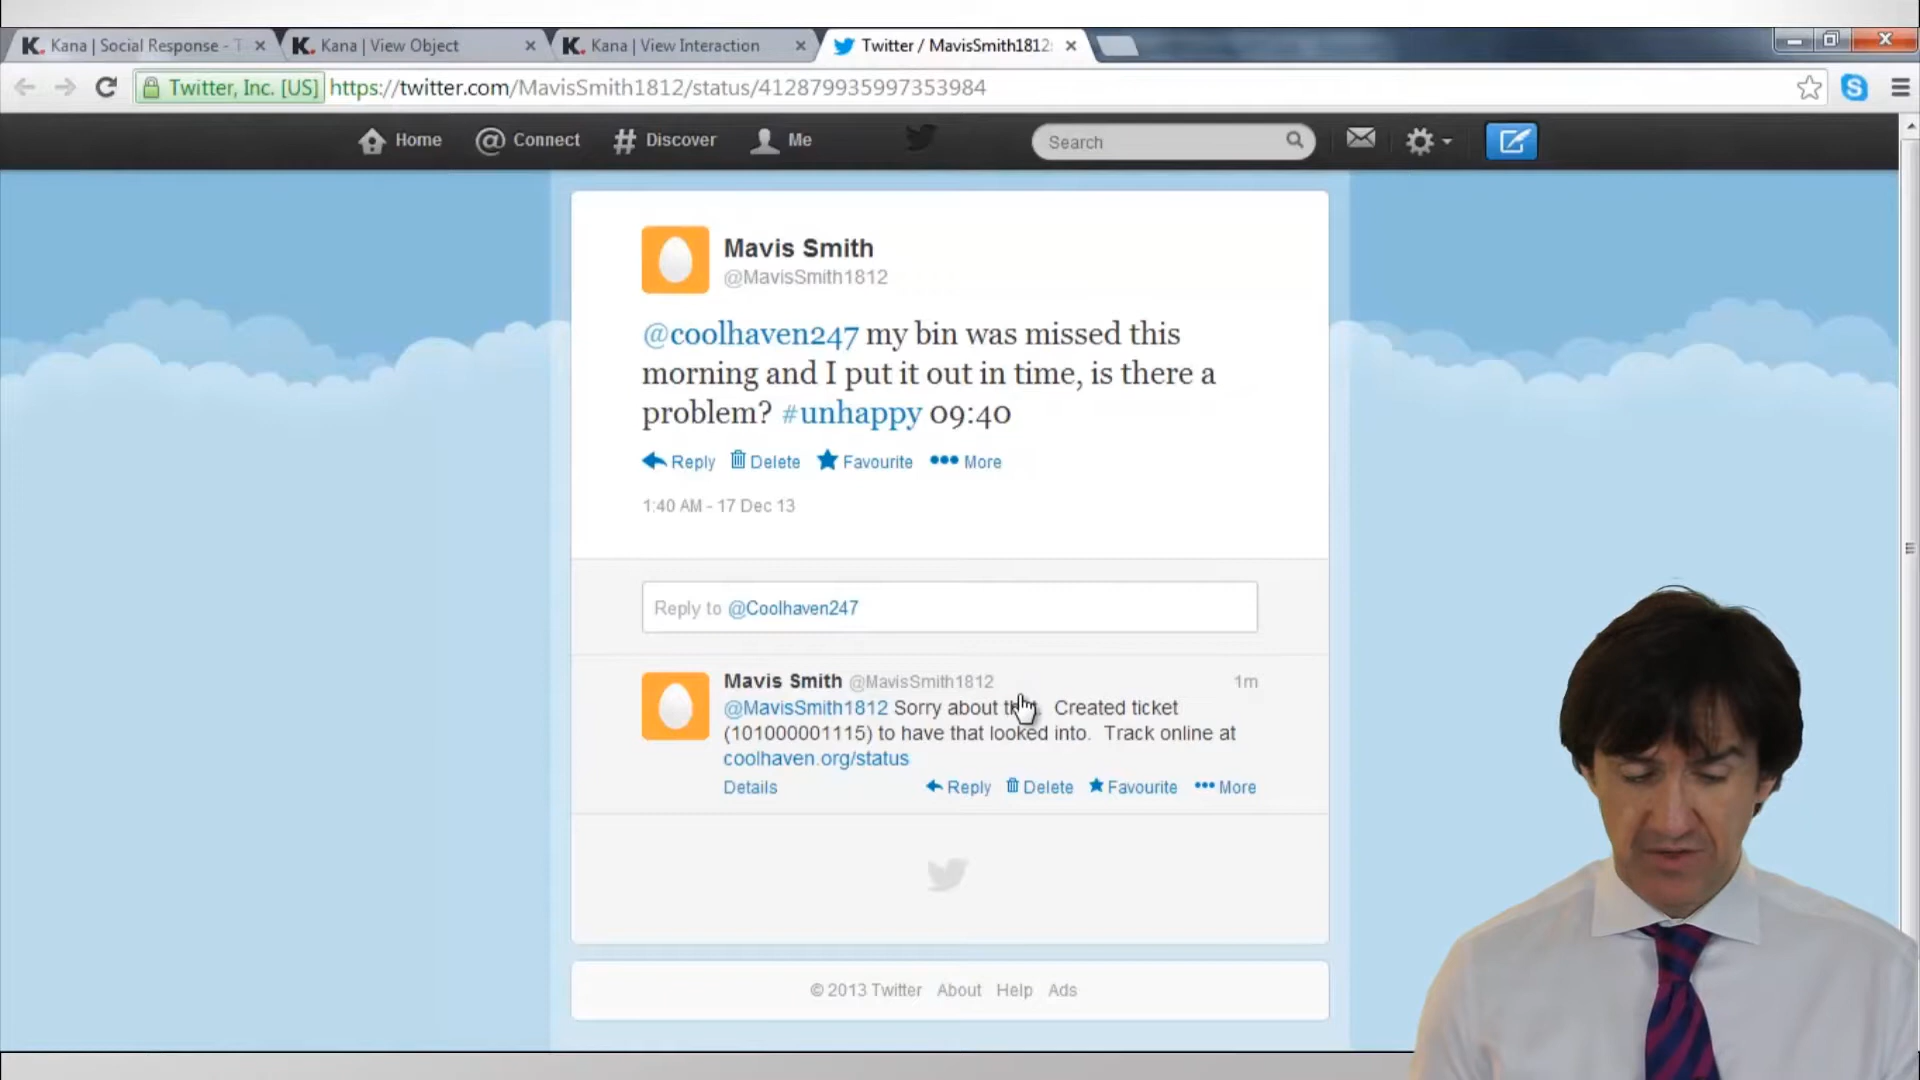 Kana | Social Response - T
Kana | View Object
Kana | View Interaction
Twitter / MavisSmith1812:
Twitter, Inc. [US] https://twitter.com/MavisSmith1812/status/412879935997353984
Home
Connect
Discover
Me
Search
Mavis Smith
@MavisSmith1812
@coolhaven247 my bin was missed this
morning and I put it out in time, is there a
problem? #unhappy 09:40
Reply Delete Favourite More
1:40 AM - 17 Dec 13
Reply to @Coolhaven247
Mavis Smith @MavisSmith1812 1m
@MavisSmith1812 Sorry about Created ticket
(101000001115) to have that looked into. Track online at
coolhaven.org/status
Details Reply Delete Favourite More
© 2013 Twitter About Help Ads